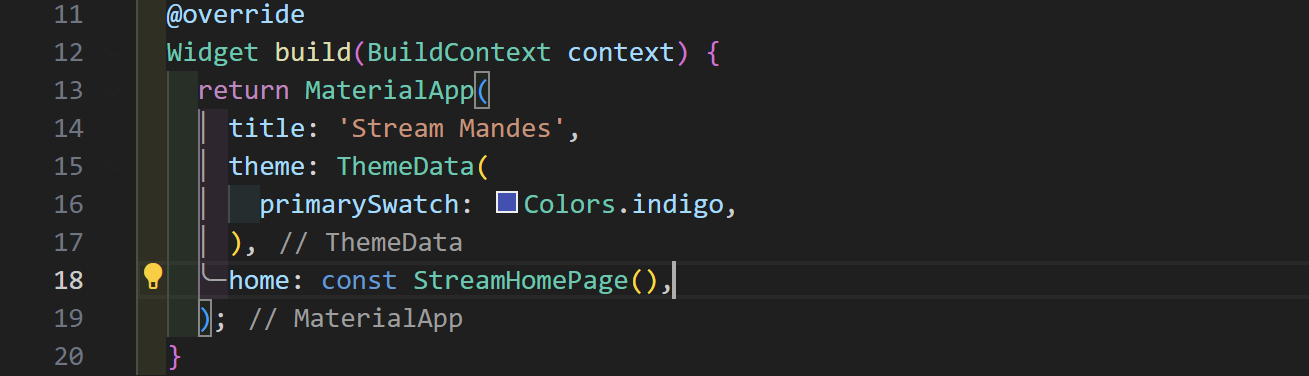 11 @override
12 Widget build(BuildContext context) {
13 return MaterialApp(
14 title: 'Stream Mandes',
15 theme: ThemeData(
16 primarySwatch: Colors.indigo,
17 ), // ThemeData
18 home: const StreamHomePage(),
19 ); // MaterialApp
20 }